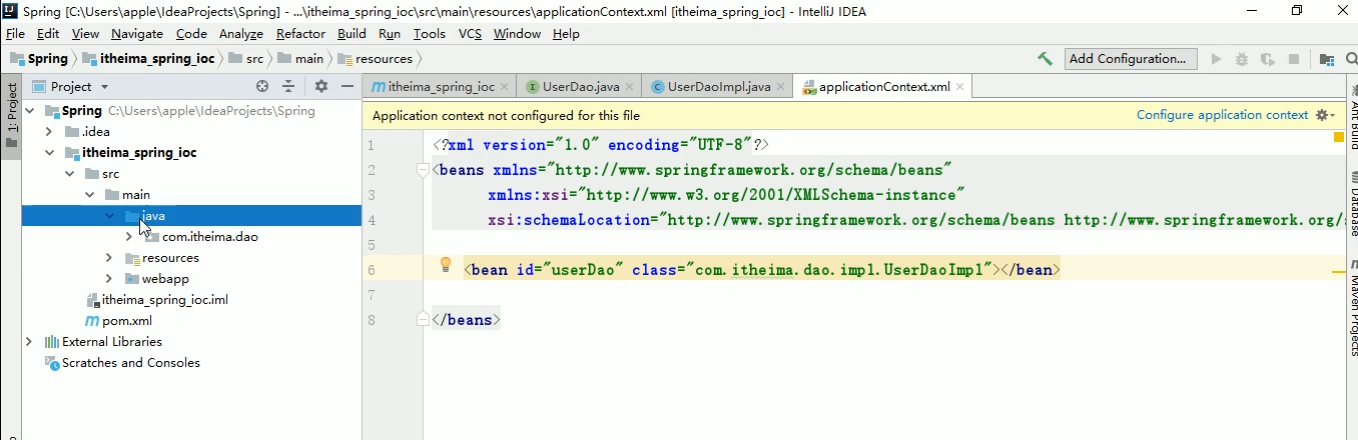 Spring [C:\Users\apple\IdeaProjects\Spring] - ...\itheima_spring_ioc\src\main\resources\applicationContext.xml [itheima_spring_ioc] - IntelliJ IDEA
File Edit View Navigate Code Analyze Refactor Build Run Tools VCS Window Help
Spring itheima_spring_ioc src main resources Add Configuration...
1: Project
Project
Spring C:\Users\apple\IdeaProjects\Spring
.idea
itheima_spring_ioc
src
main
java
com.itheima.dao
resources
webapp
itheima_spring_ioc.iml
pom.xml
External Libraries
Scratches and Consoles
itheima_spring_ioc UserDao.java UserDaoImpl.java applicationContext.xml
Application context not configured for this file Configure application context
1 <?xml version="1.0" encoding="UTF-8"?>
2 <beans xmlns="http://www.springframework.org/schema/beans"
3 xmlns:xsi="http://www.w3.org/2001/XMLSchema-instance"
4 xsi:schemaLocation="http://www.springframework.org/schema/beans http://www.springframework.org/
5
6 <bean id="userDao" class="com.itheima.dao.impl.UserDaoImpl"></bean>
7
8 </beans>
Ant Build
Database
Maven Projects